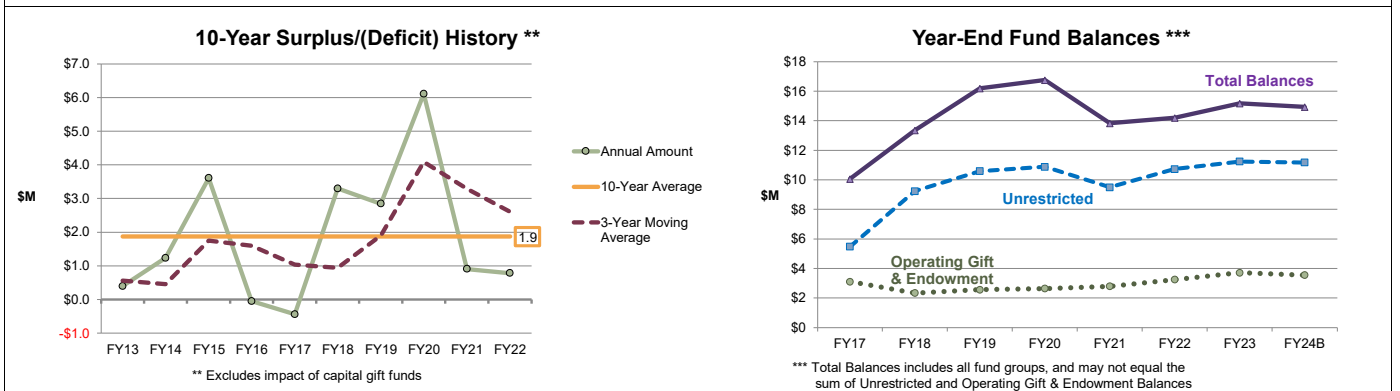 10-Year Surplus/(Deficit) History **
$7.0
$6.0
$5.0
$4.0
$3.0
$2.0
$1.0
$0.0
-$1.0
$M
FY13 FY14 FY15 FY16 FY17 FY18 FY19 FY20 FY21 FY22
1.9
Annual Amount
10-Year Average
3-Year Moving
Average
** Excludes impact of capital gift funds
Year-End Fund Balances ***
$18
$16
$14
$12
$10
$8
$6
$4
$2
$0
$M
Total Balances
Unrestricted
Operating Gift
& Endowment
FY17 FY18 FY19 FY20 FY21 FY22 FY23 FY24B
*** Total Balances includes all fund groups, and may not equal the
sum of Unrestricted and Operating Gift & Endowment Balances